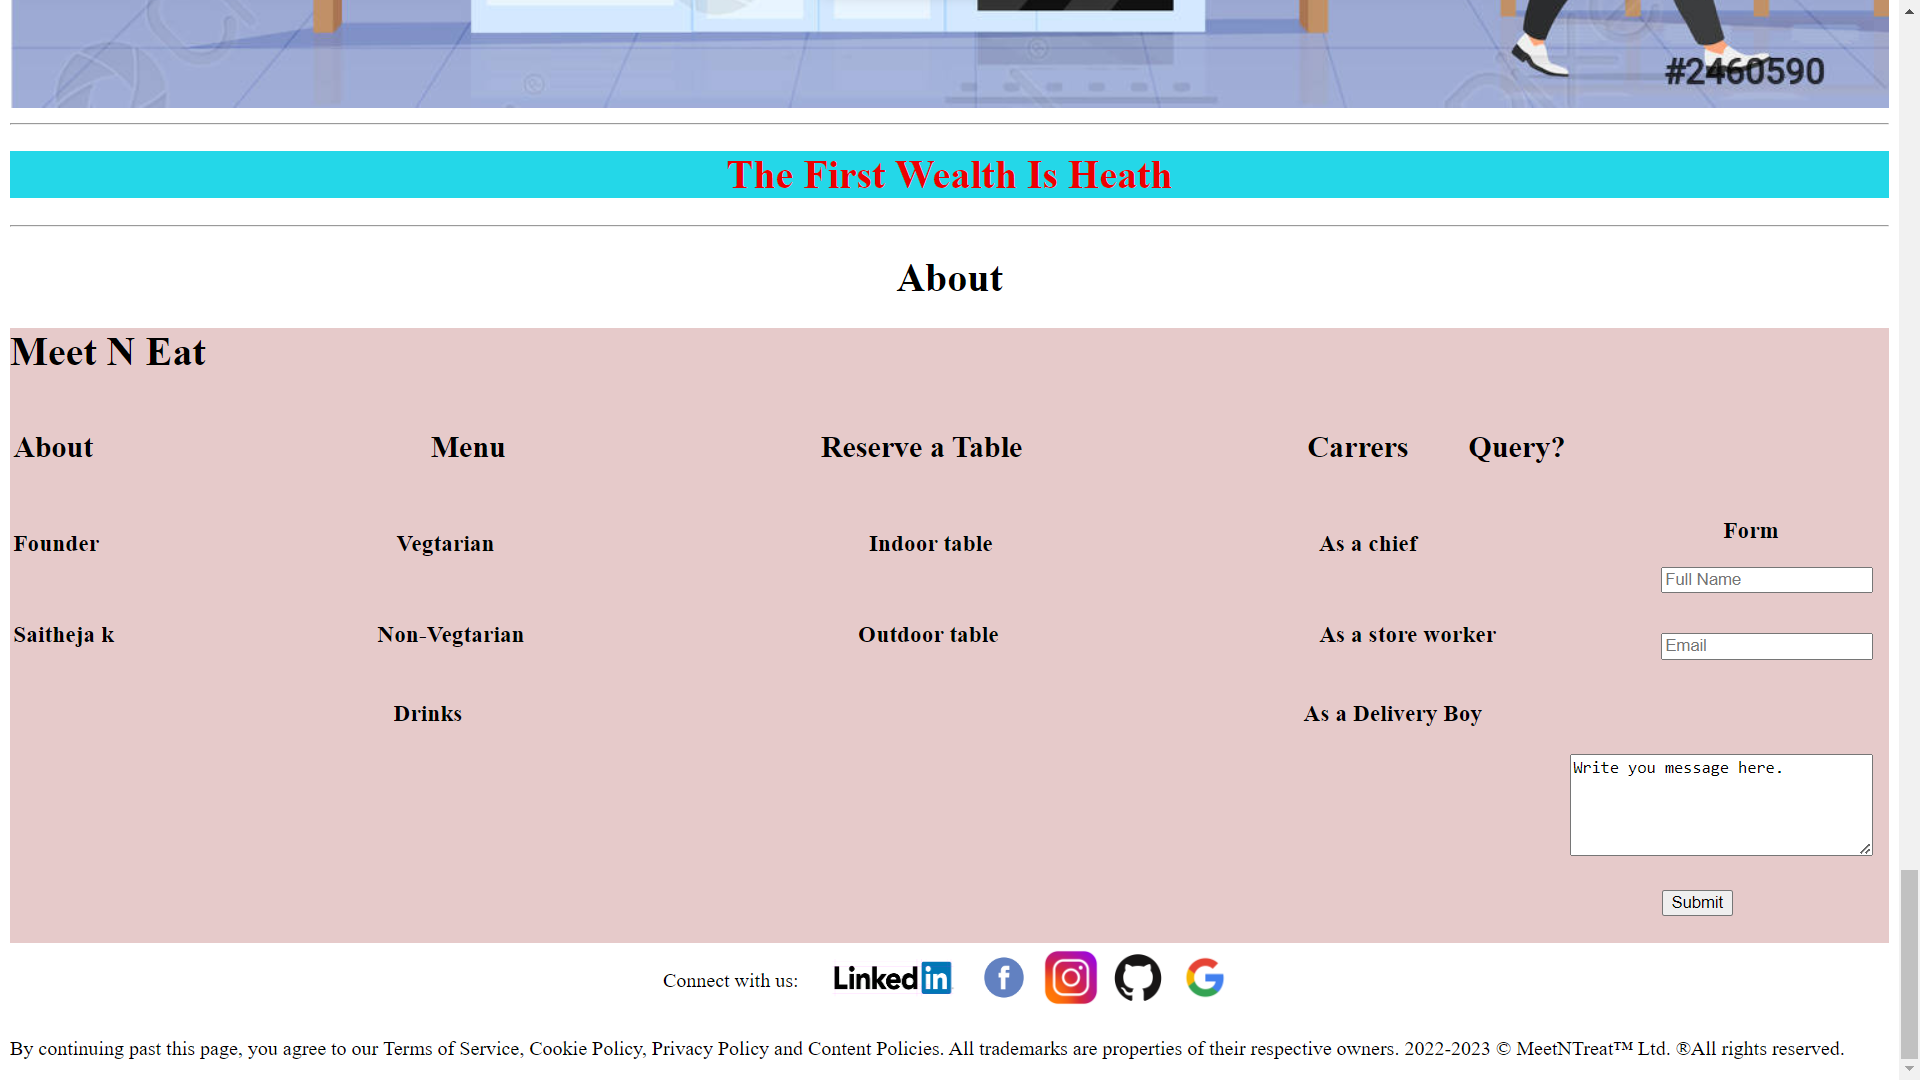 #2460590
The First Wealth Is Heath
About
Meet N Eat
About Menu Reserve a Table Carrers Query?
Form
Founder Vegtarian Indoor table As a chief
Full Name
Saitheja k Non-Vegtarian Outdoor table As a store worker
Email
Drinks As a Delivery Boy
Write you message here.
Submit
Connect with us: Linked in
By continuing past this page, you agree to our Terms of Service, Cookie Policy, Privacy Policy and Content Policies. All trademarks are properties of their respective owners. 2022-2023 © MeetNTreat™ Ltd. ®All rights reserved.